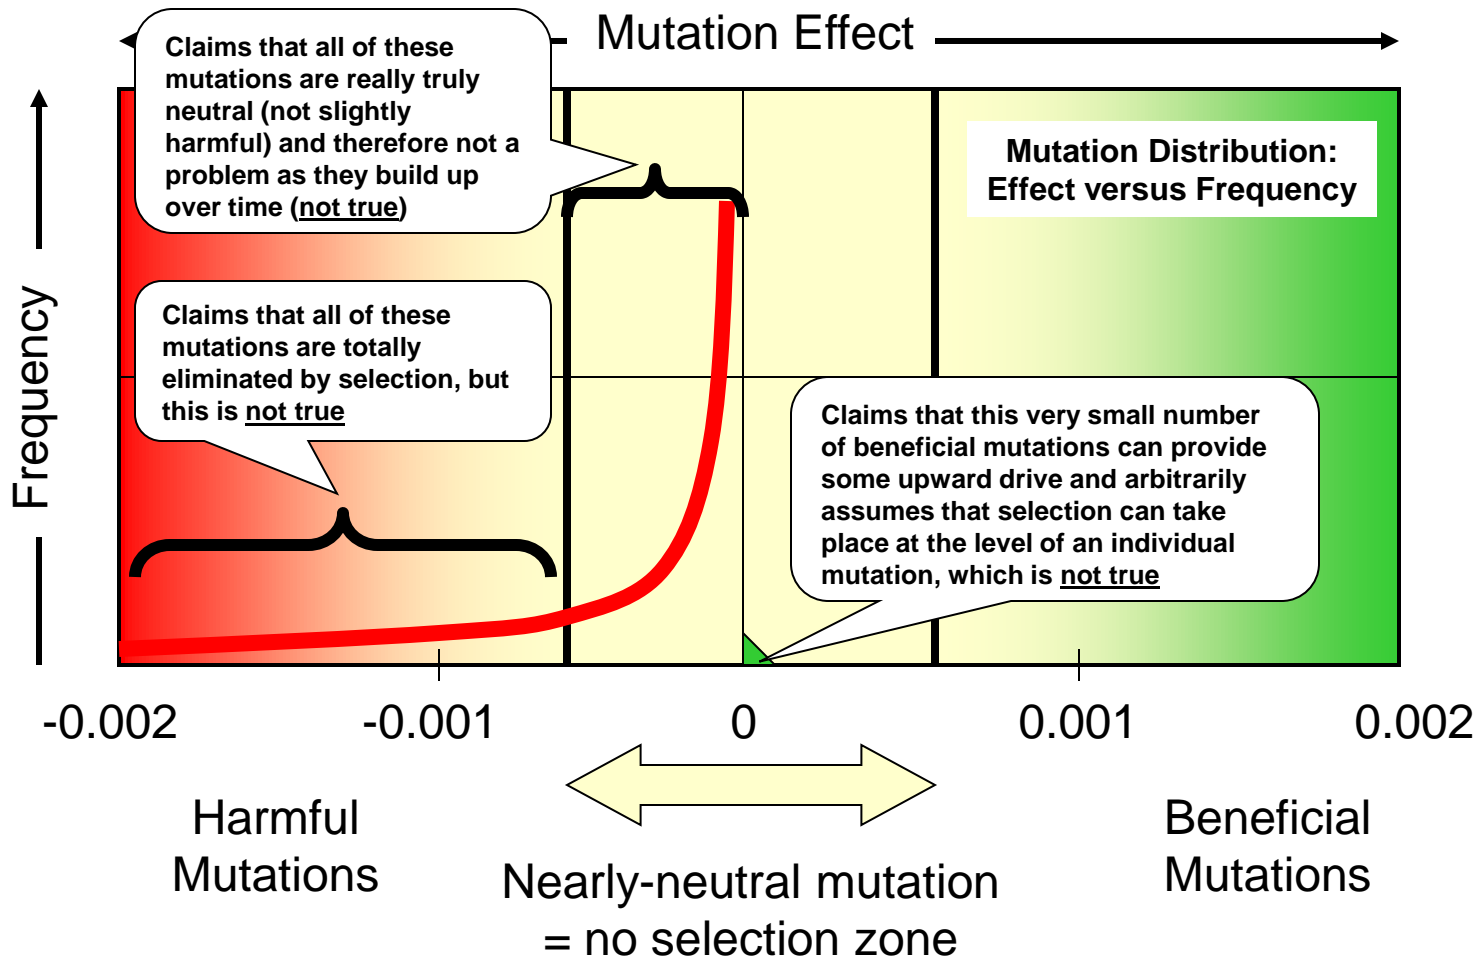 Mutation Effect
Claims that all of these
mutations are really truly
neutral (not slightly
harmful) and therefore not a
problem as they build up
over time (not true)
Mutation Distribution:
Effect versus Frequency
Frequency
Claims that all of these
mutations are totally
eliminated by selection, but
this is not true
Claims that this very small number
of beneficial mutations can provide
some upward drive and arbitrarily
assumes that selection can take
place at the level of an individual
mutation, which is not true
-0.002
-0.001
0
0.001
0.002
Harmful
Mutations
Nearly-neutral mutation
= no selection zone
Beneficial
Mutations